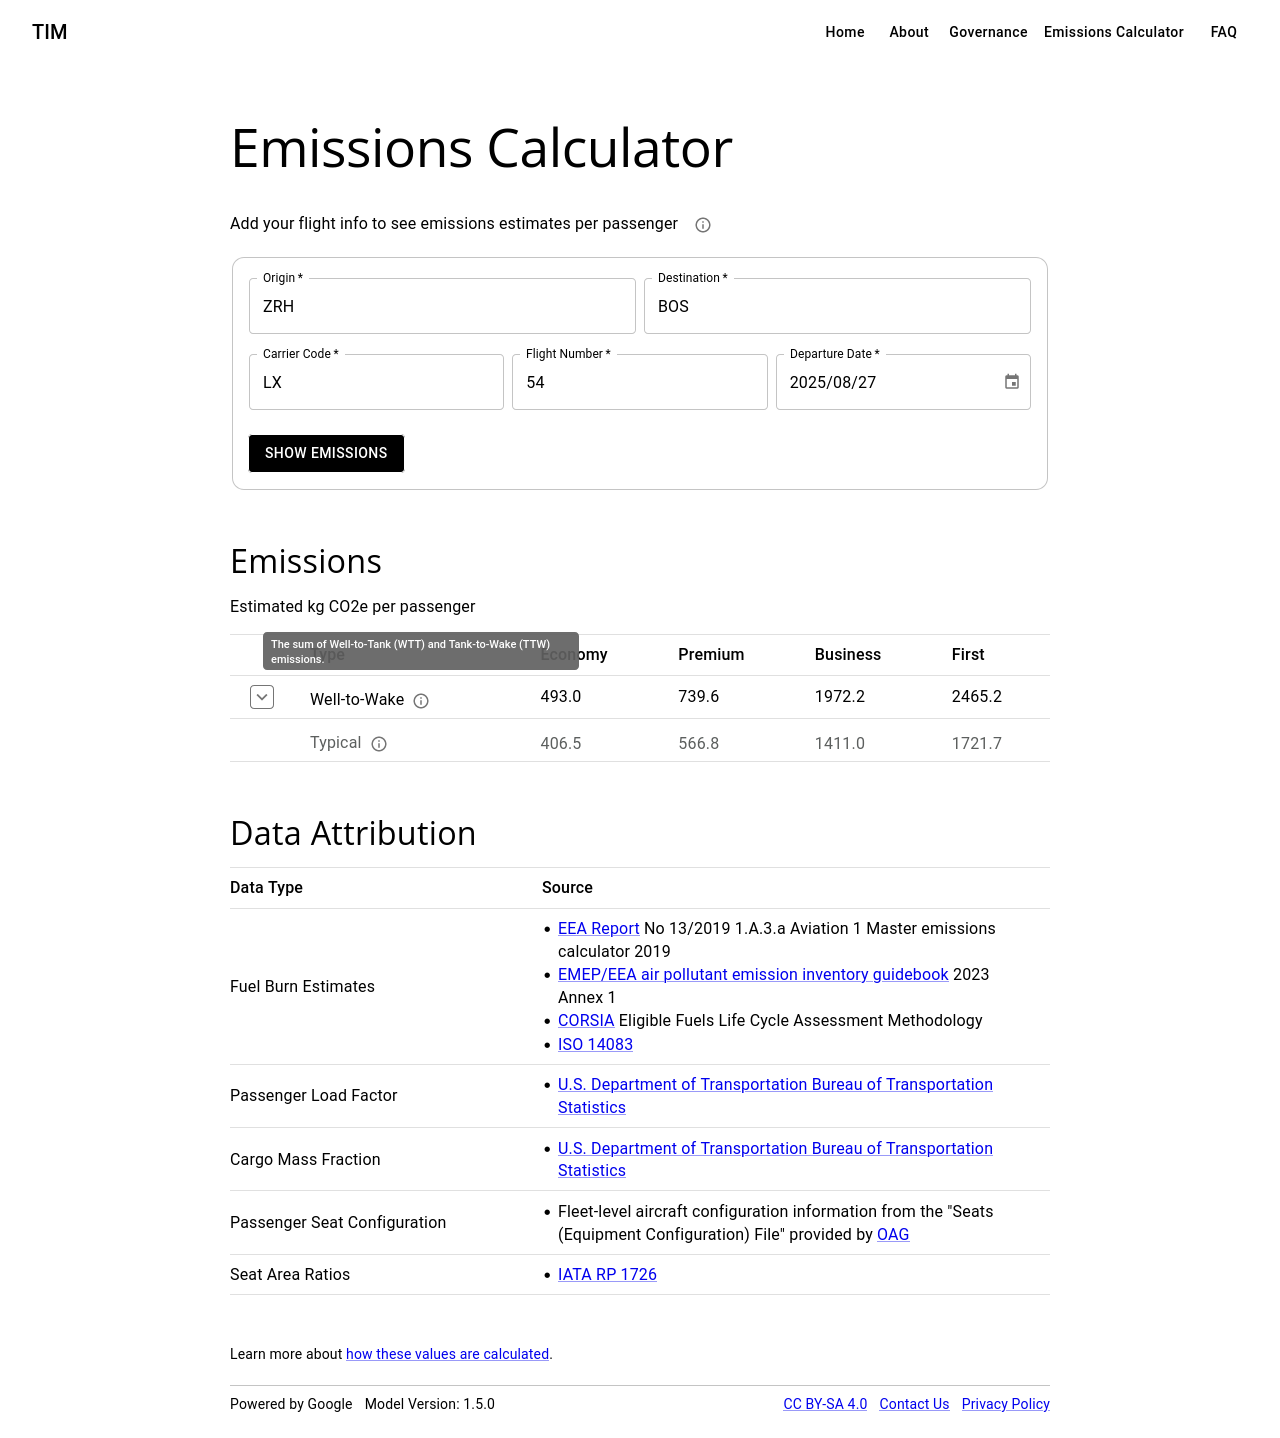 TIM
Home About Governance Emissions Calculator FAQ
Emissions Calculator
Add your flight info to see emissions estimates per passenger
Origin *
ZRH
Destination *
BOS
Carrier Code *
LX
Flight Number *
54
Departure Date *
2025/08/27
SHOW EMISSIONS
Emissions
Estimated kg CO2e per passenger
The sum of Well-to-Tank (WTT) and Tank-to-Wake (TTW)
emissions.
Type Economy Premium Business First
Well-to-Wake 493.0 739.6 1972.2 2465.2
Typical 406.5 566.8 1411.0 1721.7
Data Attribution
Data Type Source
Fuel Burn Estimates
• EEA Report No 13/2019 1.A.3.a Aviation 1 Master emissions
calculator 2019
• EMEP/EEA air pollutant emission inventory guidebook 2023
Annex 1
• CORSIA Eligible Fuels Life Cycle Assessment Methodology
• ISO 14083
Passenger Load Factor
• U.S. Department of Transportation Bureau of Transportation
Statistics
Cargo Mass Fraction
• U.S. Department of Transportation Bureau of Transportation
Statistics
Passenger Seat Configuration
• Fleet-level aircraft configuration information from the "Seats
(Equipment Configuration) File" provided by OAG
Seat Area Ratios
• IATA RP 1726
Learn more about how these values are calculated.
Powered by Google Model Version: 1.5.0 CC BY-SA 4.0 Contact Us Privacy Policy